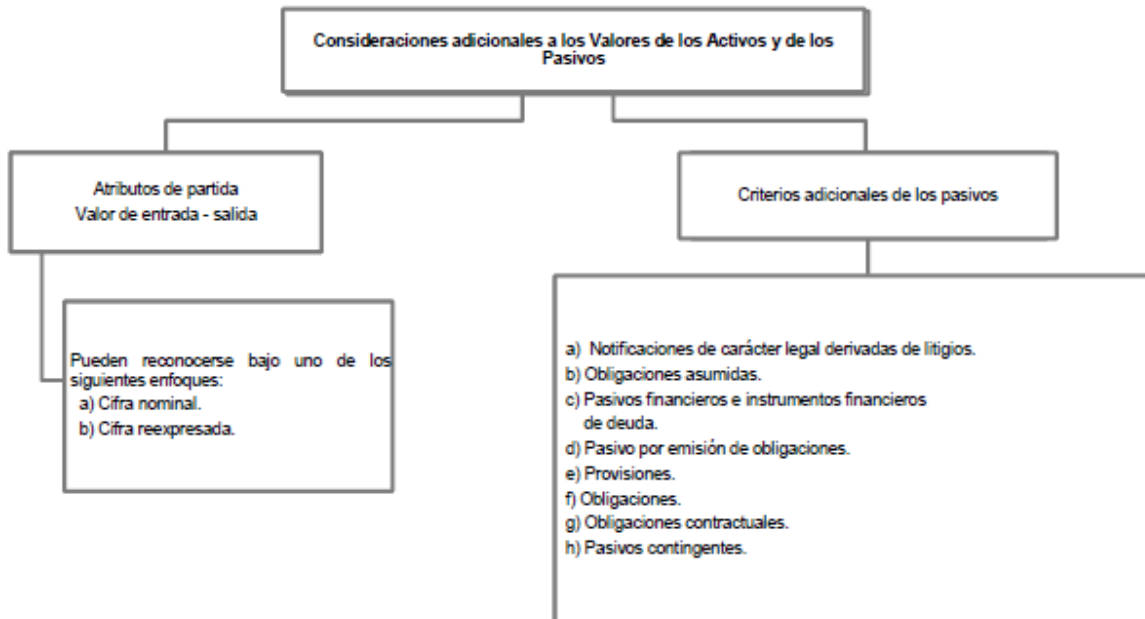 Consideraciones adicionales a los Valores de los Activos y de los
Pasivos
Atributos de partida
Valor de entrada - salida
Criterios adicionales de los pasivos
Pueden reconocerse bajo uno de los
siguientes enfoques:
a) Cifra nominal.
b) Cifra reexpresada.
a) Notificaciones de carácter legal derivadas de litigios.
b) Obligaciones asumidas.
c) Pasivos financieros e instrumentos financieros
de deuda.
d) Pasivo por emisión de obligaciones.
e) Provisiones.
f) Obligaciones.
g) Obligaciones contractuales.
h) Pasivos contingentes.